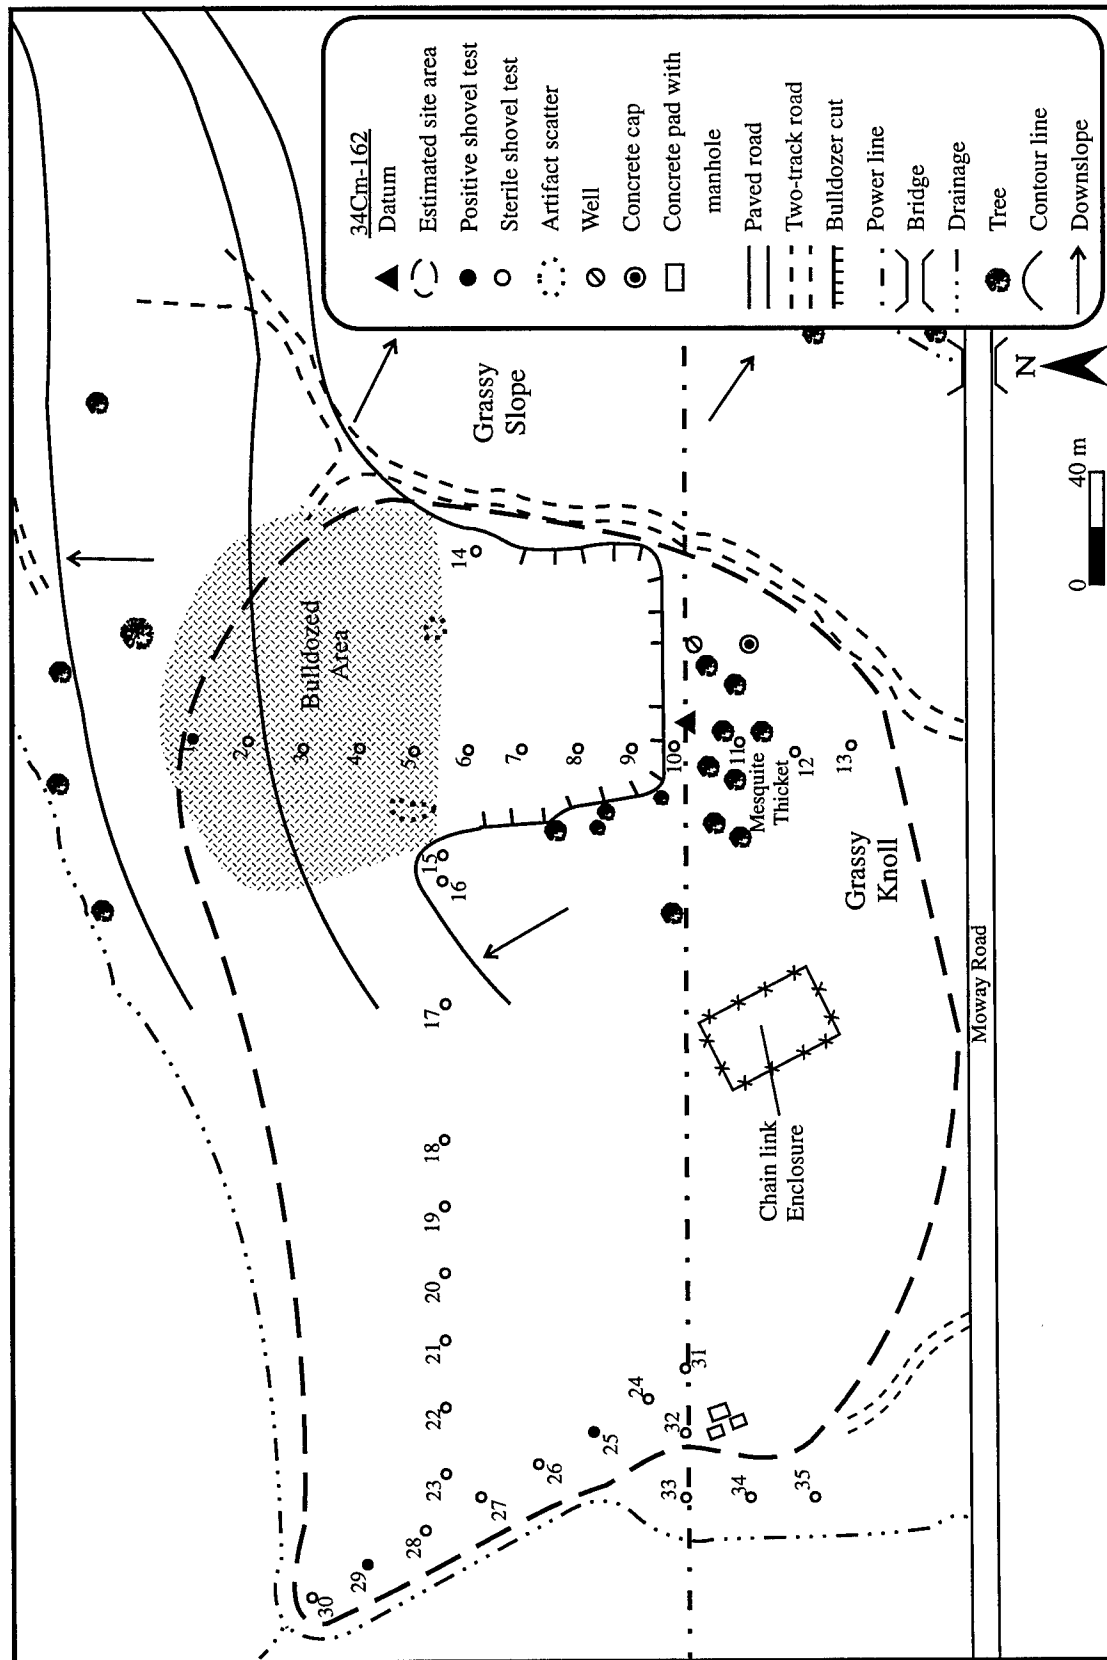 34Cm-162
Datum
Estimated site area
Positive shovel test
Sterile shovel test
Artifact scatter
Well
Concrete cap
Concrete pad with
manhole
Paved road
Two-track road
Bulldozer cut
Power line
Bridge
Drainage
Tree
Contour line
Downslope
Grassy
Slope
Bulldozed
Area
1
2
3
4
5
6
7
8
9
10
11
12
13
14
15
16
17
18
19
20
21
22
23
24
25
26
27
28
29
30
31
32
33
34
35
Mesquite
Thicket
Grassy
Knoll
Chain link
Enclosure
Moway Road
N
0
40 m